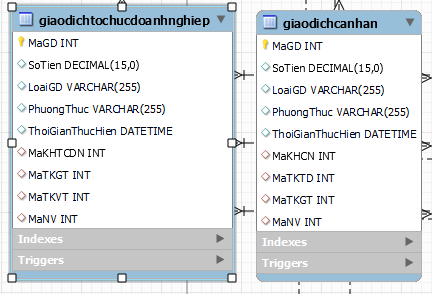 giaodichtochucdoanhnghiep
MaGD INT
SoTien DECIMAL(15,0)
LoaiGD VARCHAR(255)
PhuongThuc VARCHAR(255)
ThoiGianThucHien DATETIME
MaKHTCDN INT
MaTKGT INT
MaTKVT INT
MaNV INT
Indexes
Triggers
giaodichcanhan
MaGD INT
SoTien DECIMAL(15,0)
LoaiGD VARCHAR(255)
PhuongThuc VARCHAR(255)
ThoiGianThucHien DATETIME
MaKHCN INT
MaTKTD INT
MaTKGT INT
MaNV INT
Indexes
Triggers